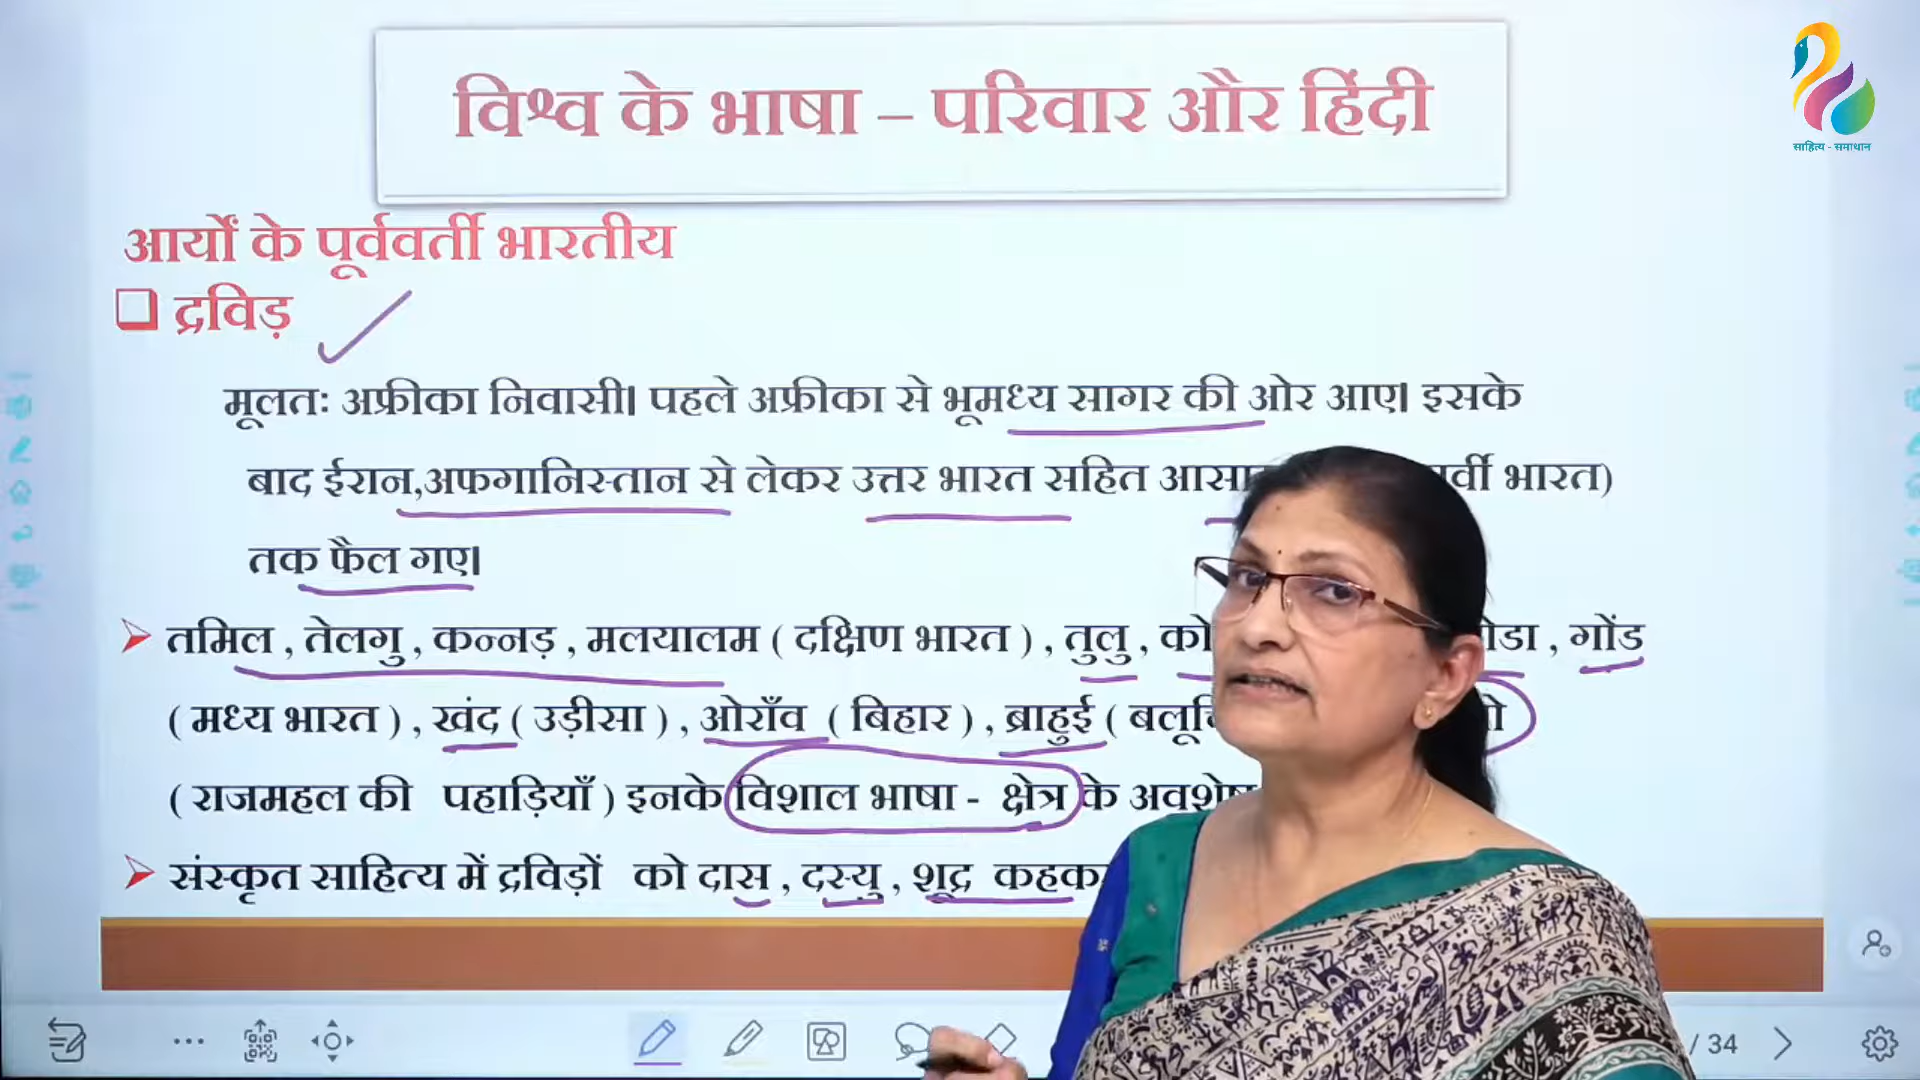 विश्व के भाषा – परिवार और हिंदी
साहित्य - समाधान
आर्यों के पूर्ववर्ती भारतीय
द्रविड़
मूलतः अफ्रीका निवासी। पहले अफ्रीका से भूमध्य सागर की ओर आए। इसके
बाद ईरान,अफगानिस्तान से लेकर उत्तर भारत सहित भारत)
तक फैल गए।
तमिल , तेलगु , कन्नड़ , मलयालम ( दक्षिण भारत ) , तुलु , गोंड
( मध्य भारत ) , खंद ( उड़ीसा ) , ओराँव ( बिहार ) , ब्राहुई (
( राजमहल की पहाड़ियाँ ) इनके विशाल भाषा - क्षेत्र के
संस्कृत साहित्य में द्रविड़ों को दास , दस्यु , शूद्र
/ 34